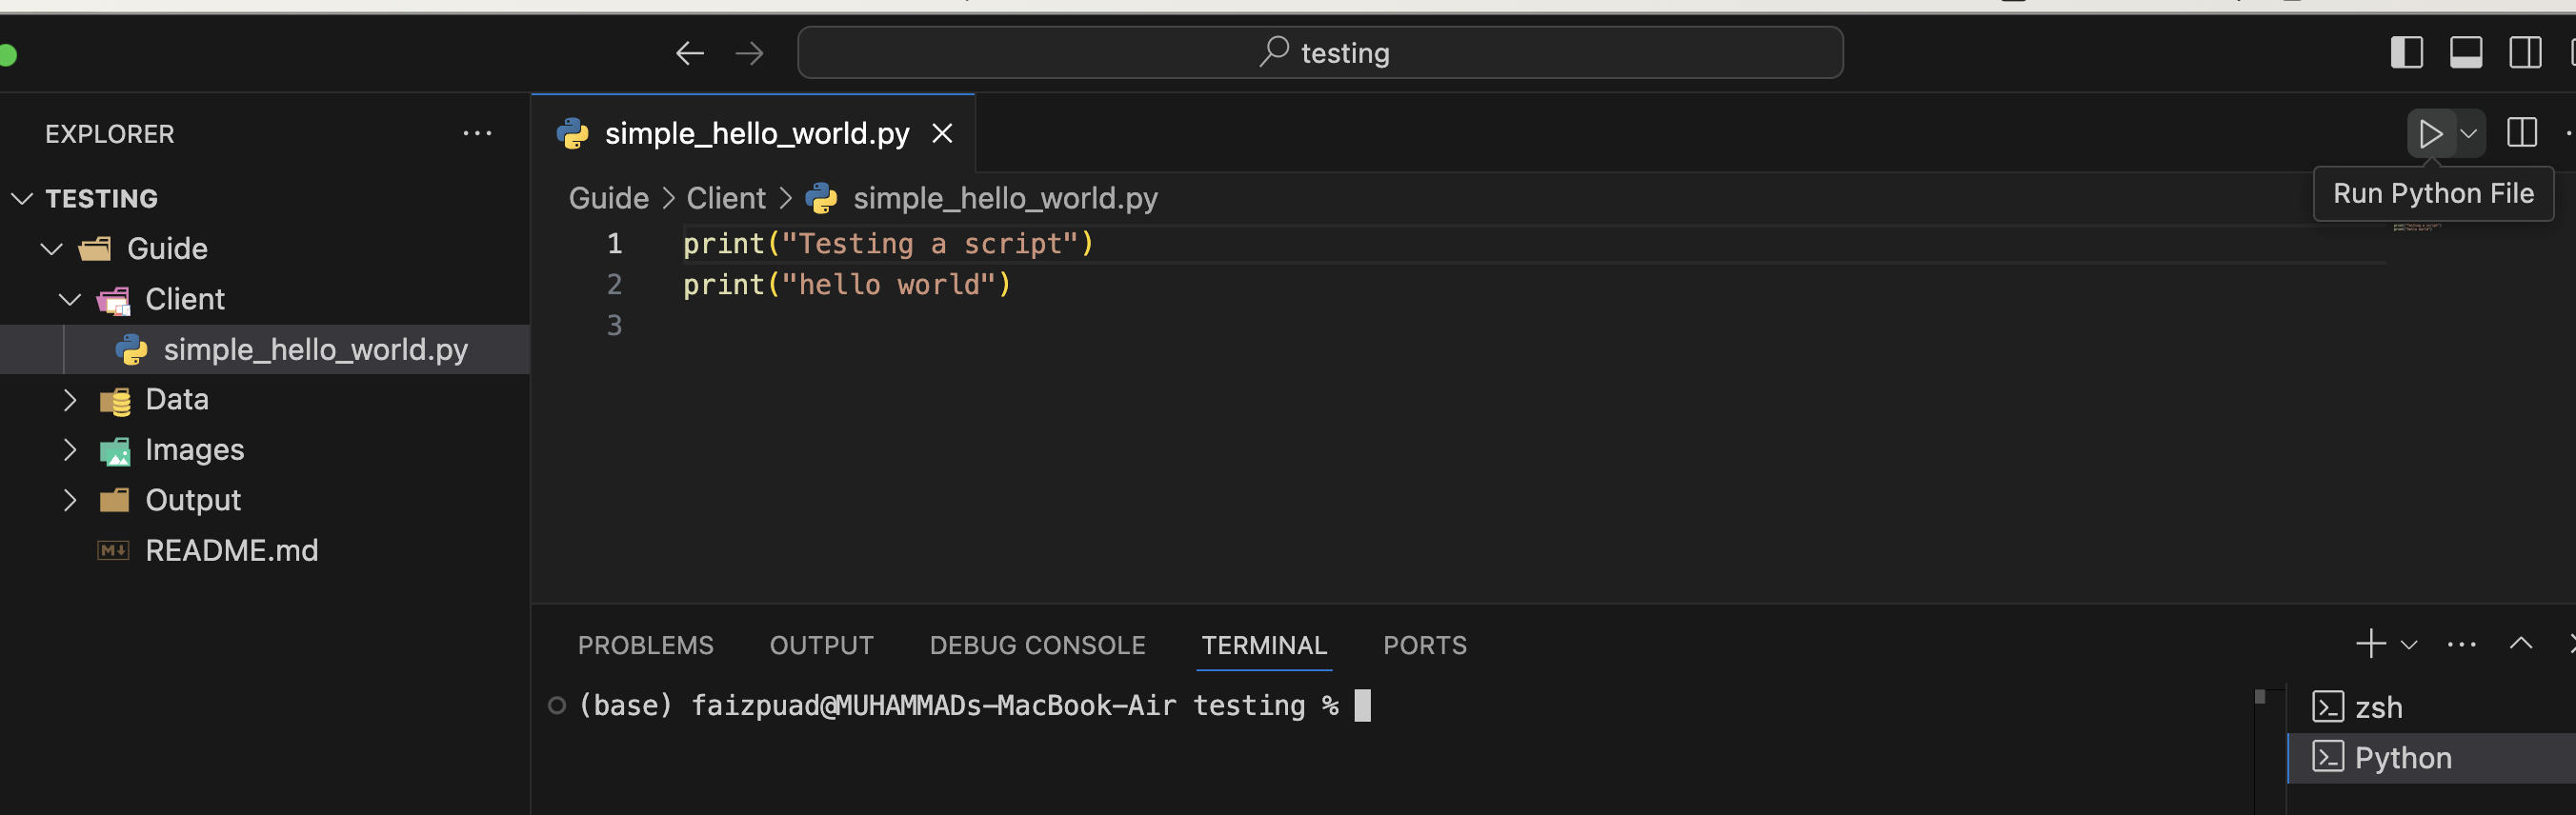 testing
EXPLORER
simple_hello_world.py
Run Python File
TESTING
Guide
Client
simple_hello_world.py
Data
Images
Output
README.md
Guide > Client > simple_hello_world.py
1 print("Testing a script")
2 print("hello world")
3
PROBLEMS OUTPUT DEBUG CONSOLE TERMINAL PORTS
(base) faizpuad@MUHAMMADs-MacBook-Air testing %
zsh
Python